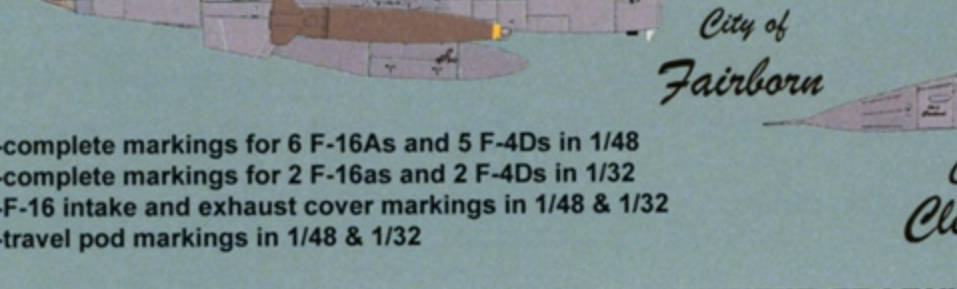 City of
Fairborn
-complete markings for 6 F-16As and 5 F-4Ds in 1/48
-complete markings for 2 F-16as and 2 F-4Ds in 1/32
-F-16 intake and exhaust cover markings in 1/48 & 1/32
-travel pod markings in 1/48 & 1/32